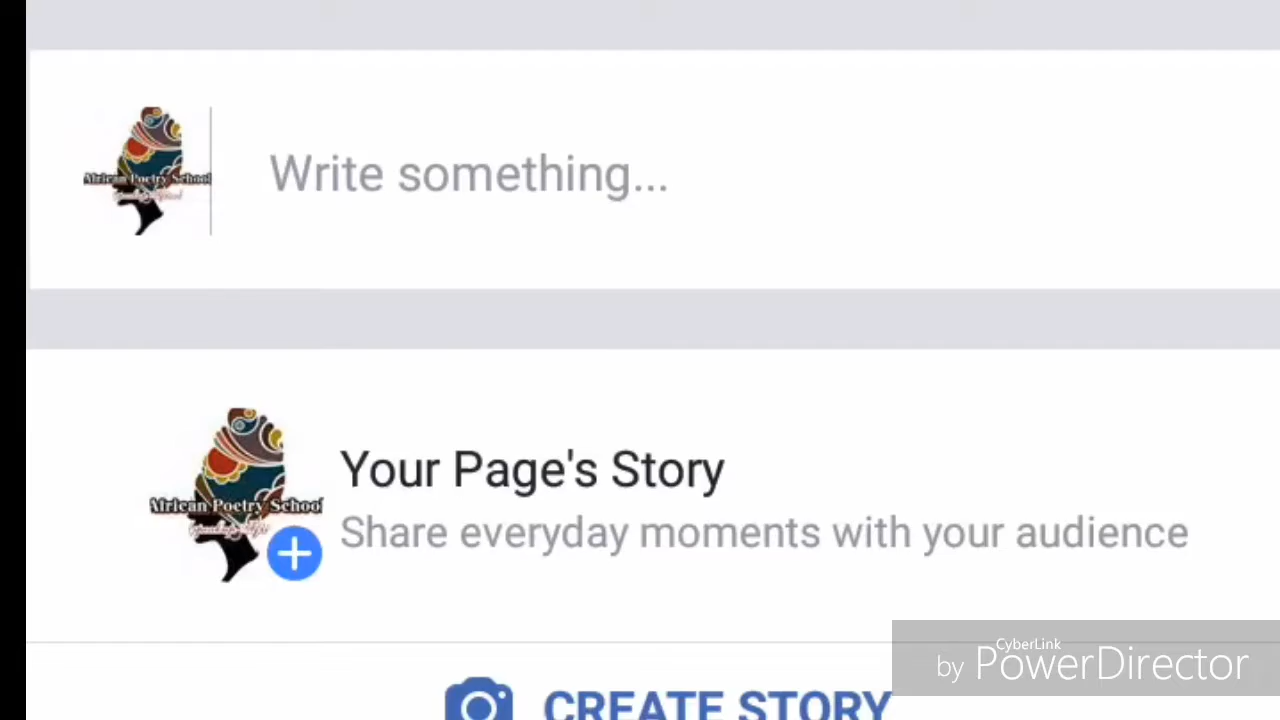 African Poetry School
Write something...
Your Page's Story
African Poetry School
Share everyday moments with your audience
CyberLink
by PowerDirector
CREATE STORY